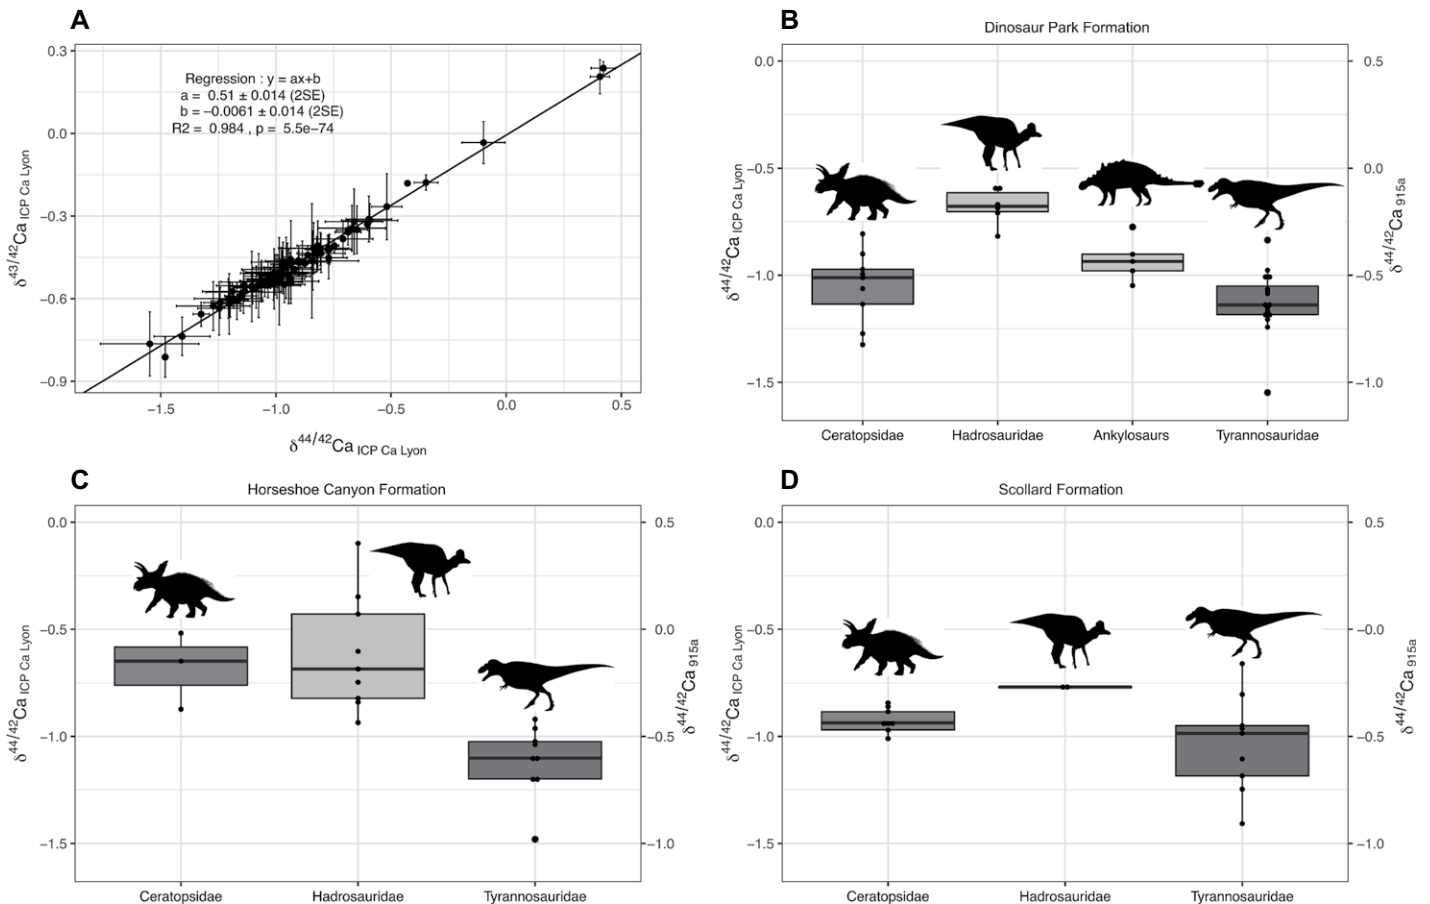 A
0.3
0.0
−0.3
−0.6
−0.9
δ43/42Ca ICP Ca Lyon
Regression : y = ax+b
a = 0.51 ± 0.014 (2SE)
b = −0.0061 ± 0.014 (2SE)
R2 = 0.984 , p = 5.5e−74
−1.5 −1.0 −0.5 0.0 0.5
δ44/42Ca ICP Ca Lyon
B
Dinosaur Park Formation
0.0
−0.5
−1.0
−1.5
δ44/42Ca ICP Ca Lyon
0.5
0.0
−0.5
−1.0
δ44/42Ca 915a
Ceratopsidae Hadrosauridae Ankylosaurs Tyrannosauridae
C
Horseshoe Canyon Formation
0.0
−0.5
−1.0
−1.5
δ44/42Ca ICP Ca Lyon
0.5
0.0
−0.5
−1.0
δ44/42Ca 915a
Ceratopsidae Hadrosauridae Tyrannosauridae
D
Scollard Formation
0.0
−0.5
−1.0
−1.5
δ44/42Ca ICP Ca Lyon
0.5
−0.0
−0.5
−1.0
δ44/42Ca 915a
Ceratopsidae Hadrosauridae Tyrannosauridae